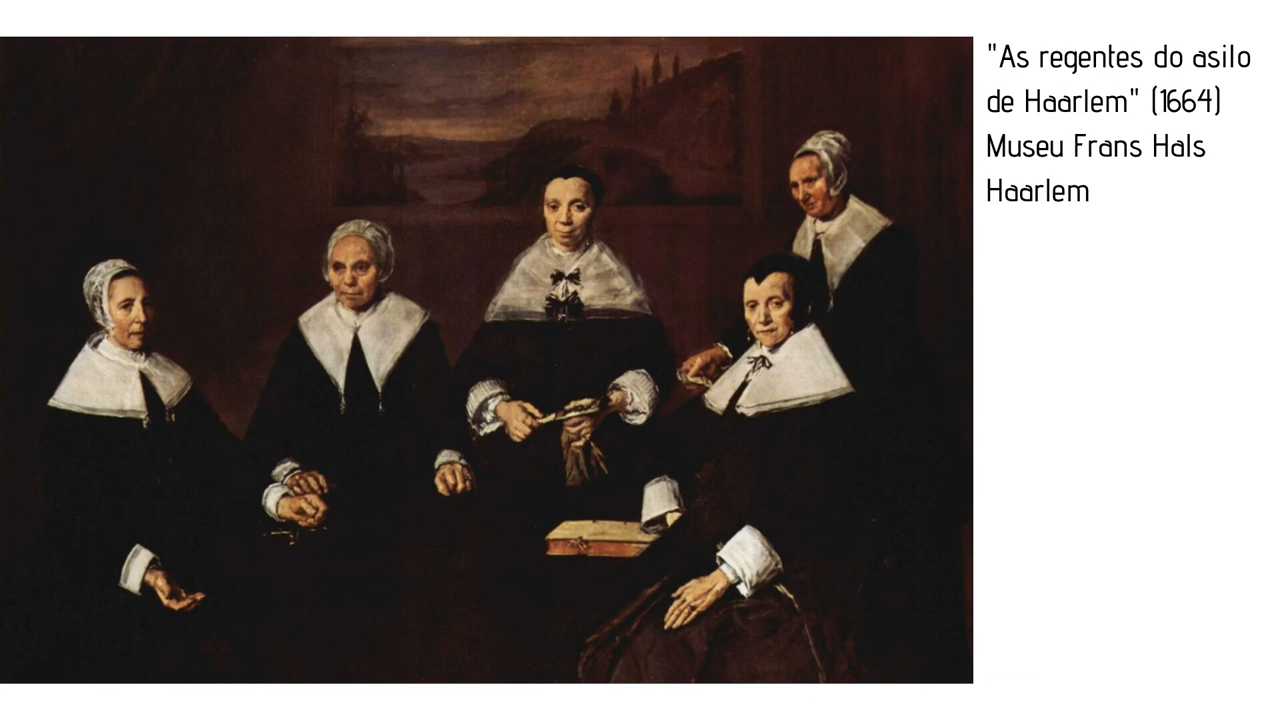 "As regentes do asilo
de Haarlem" (1664)
Museu Frans Hals
Haarlem